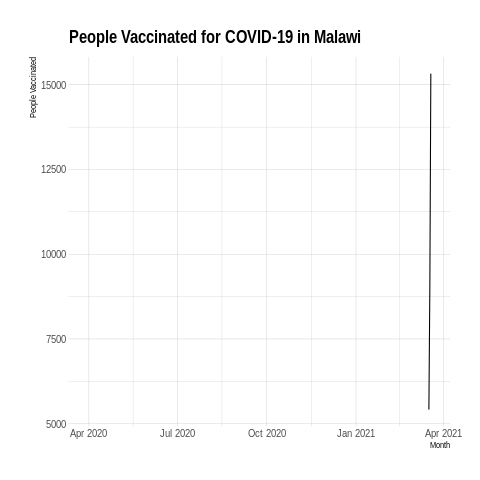 People Vaccinated for COVID-19 in Malawi
People Vaccinated
15000
12500
10000
7500
5000
Apr 2020 Jul 2020 Oct 2020 Jan 2021 Apr 2021
Month